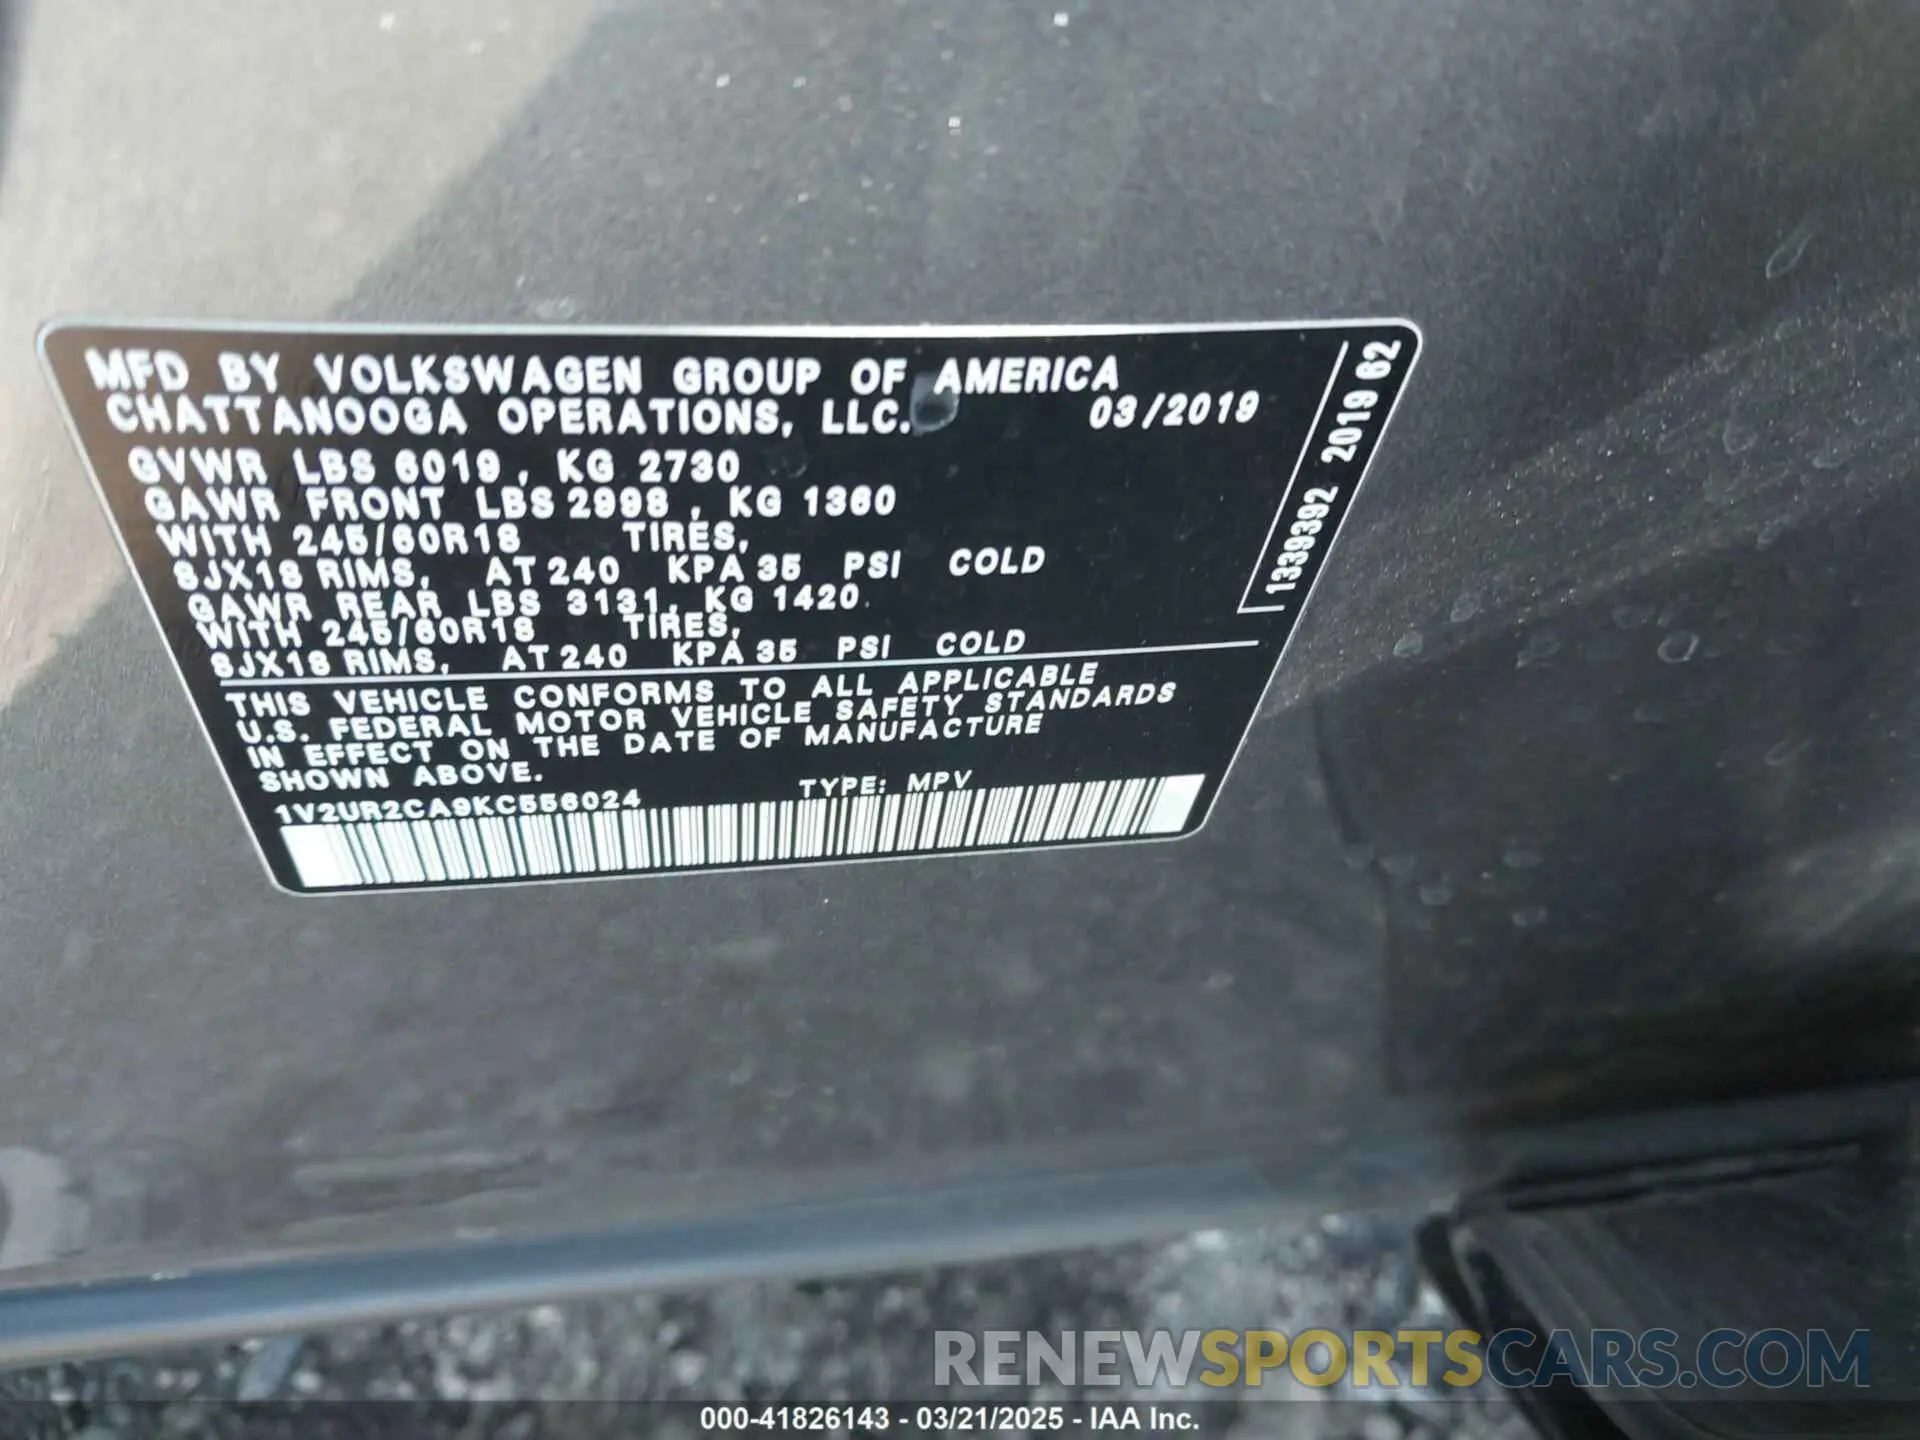 MFD BY VOLKSWAGEN GROUP OF AMERICA
CHATTANOOGA OPERATIONS, LLC. 03/2019
GVWR LBS 6019 , KG 2730
GAWR FRONT LBS 2998 , KG 1360
WITH 245/60R18 TIRES,
8JX18 RIMS, AT 240 KPA 35 PSI COLD
GAWR REAR LBS 3131, KG 1420
WITH 245/60R18 TIRES,
8JX18 RIMS, AT 240 KPA 35 PSI COLD
THIS VEHICLE CONFORMS TO ALL APPLICABLE
U.S. FEDERAL MOTOR VEHICLE SAFETY STANDARDS
IN EFFECT ON THE DATE OF MANUFACTURE
SHOWN ABOVE.
1V2UR2CA9KC556024 TYPE: MPV
1339392 2019 62
RENEWSPORTSCARS.COM
000-41826143 - 03/21/2025 - IAA Inc.